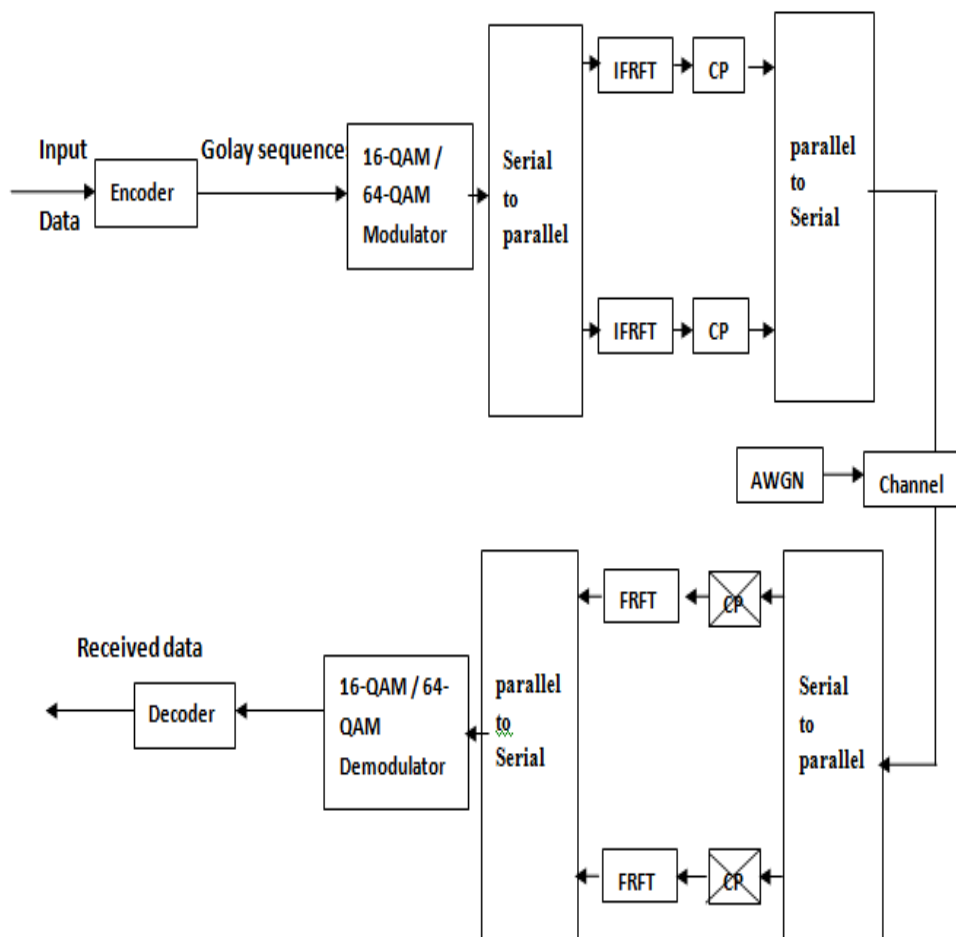 IFRFT
CP
Input
Data
Encoder
Golay sequence
16-QAM /
64-QAM
Modulator
Serial
to
parallel
parallel
to
Serial
IFRFT
CP
AWGN
Channel
FRFT
CP
Received data
Decoder
16-QAM / 64-
QAM
Demodulator
parallel
to
Serial
Serial
to
parallel
FRFT
CP